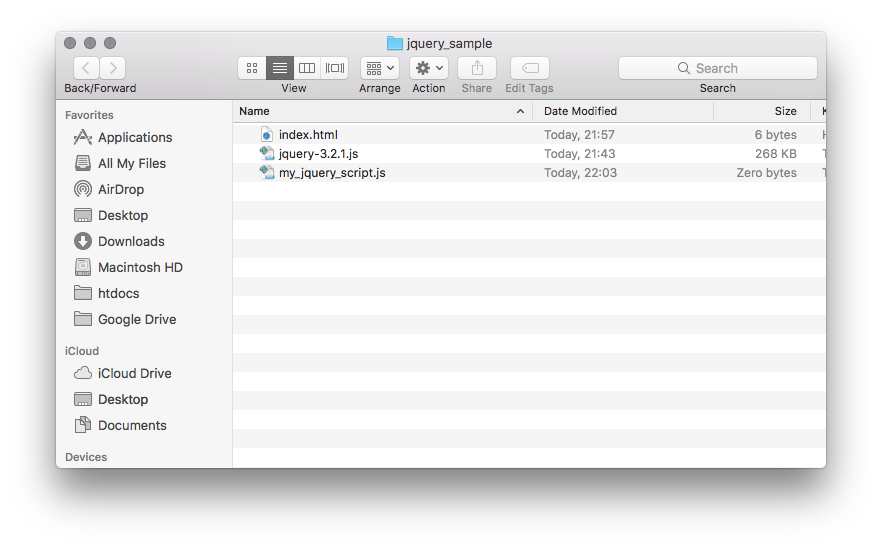 jquery_sample
Search
Back/Forward View Arrange Action Share Edit Tags Search
Favorites
Applications
All My Files
AirDrop
Desktop
Downloads
Macintosh HD
htdocs
Google Drive
iCloud
iCloud Drive
Desktop
Documents
Devices
Name Date Modified Size
index.html Today, 21:57 6 bytes
jquery-3.2.1.js Today, 21:43 268 KB
my_jquery_script.js Today, 22:03 Zero bytes